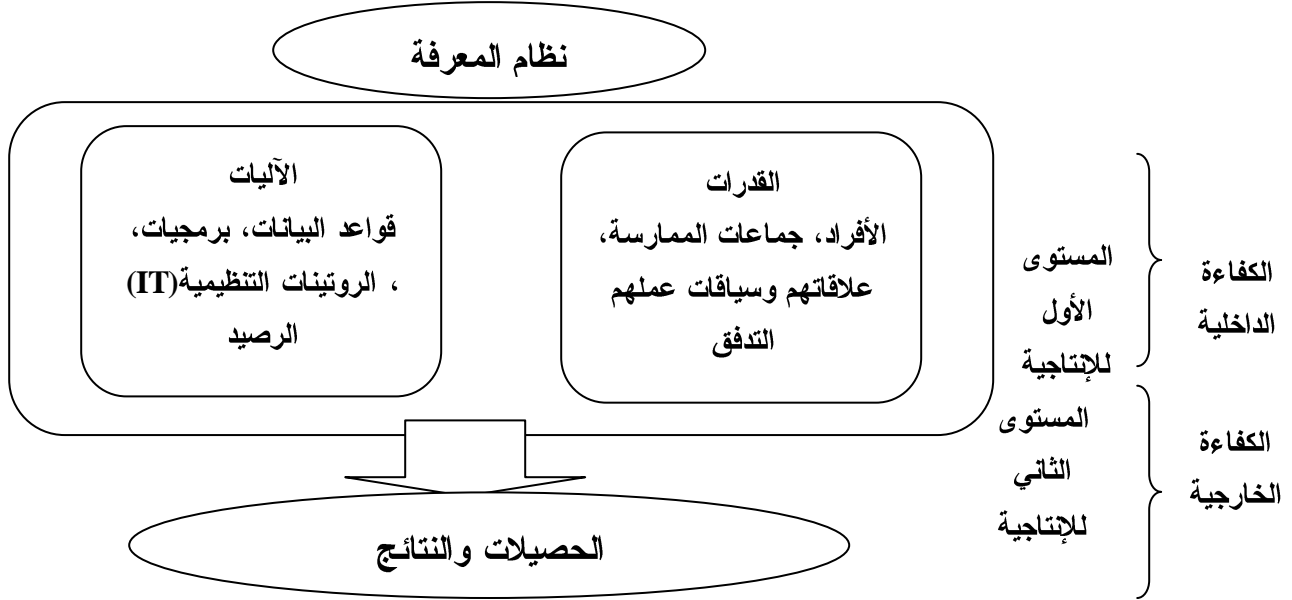 نظام المعرفة
القدرات
الأفراد، جماعات الممارسة،
علاقاتهم وسياقات عملهم
التدفق
الآليات
قواعد البيانات، برمجيات،
، الروتينات التنظيمية(IT)
الرصيد
المستوى
الأول
للإنتاجية
الكفاءة
الداخلية
المستوى
الثاني
للإنتاجية
الكفاءة
الخارجية
الحصيلات والنتائج